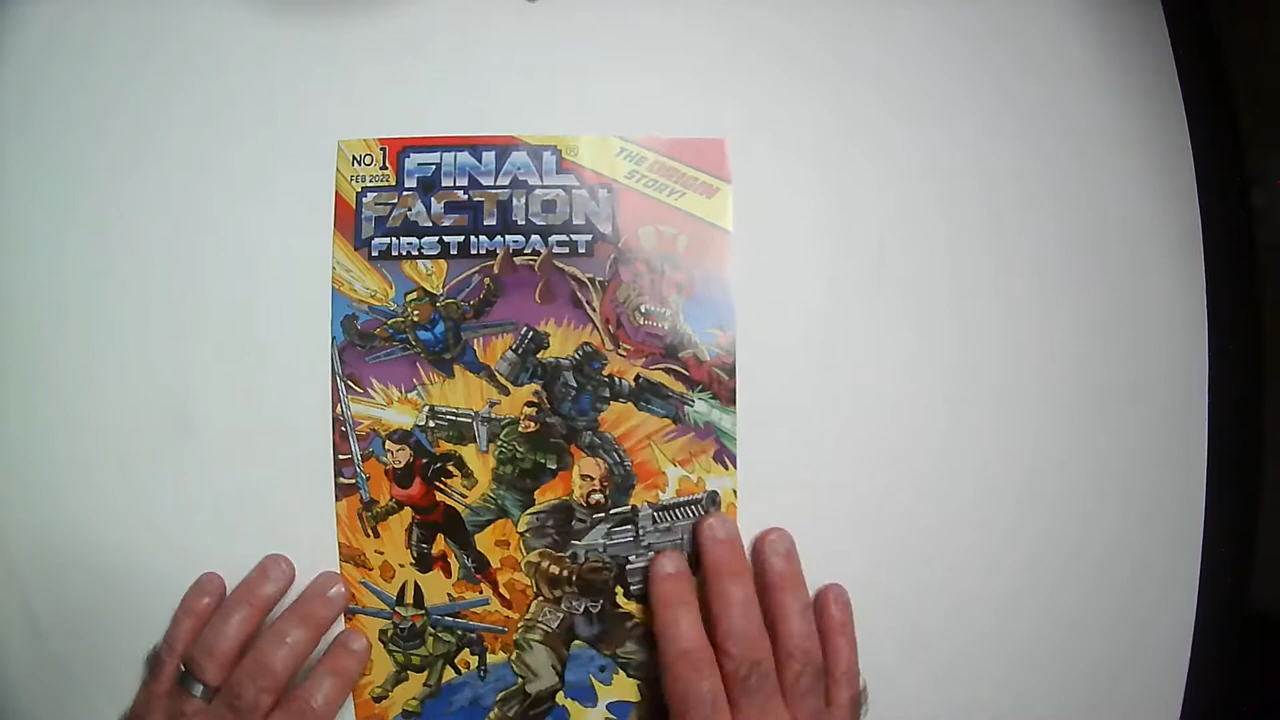 NO.1
FEB 2022
FINAL
FACTION®
FIRST IMPACT
THE ORIGIN
STORY!